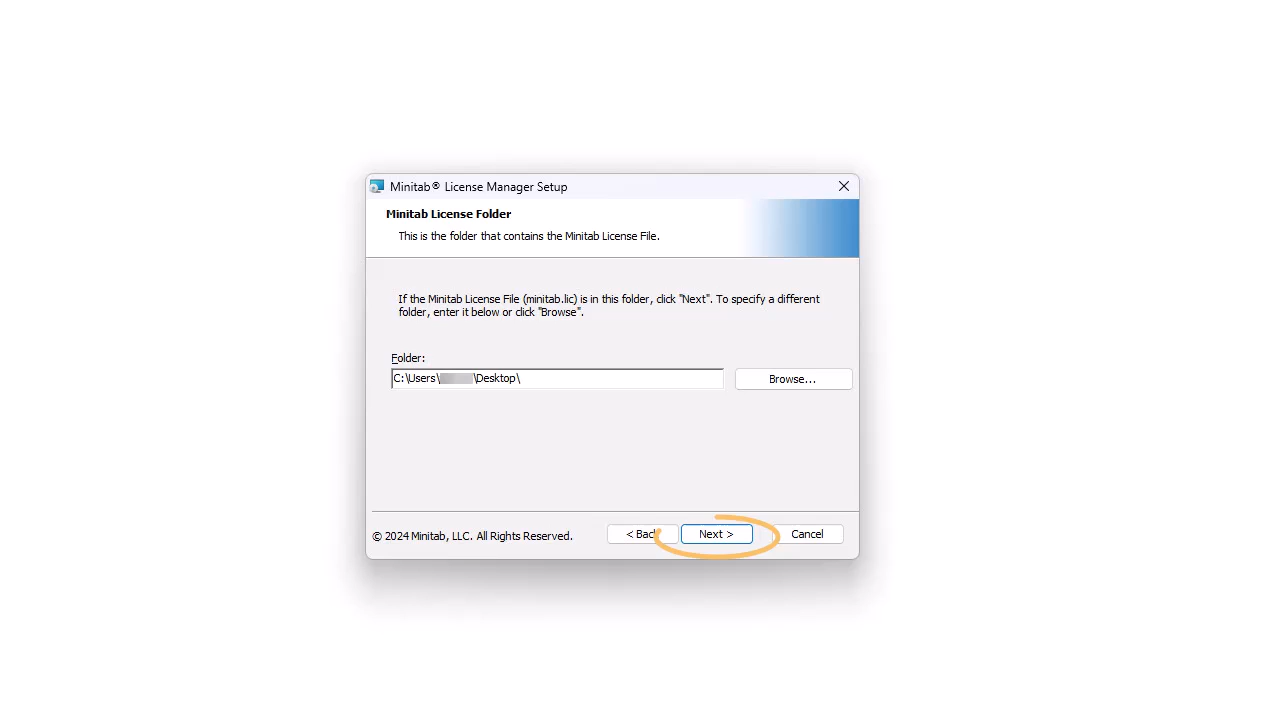 Minitab® License Manager Setup
Minitab License Folder
This is the folder that contains the Minitab License File.
If the Minitab License File (minitab.lic) is in this folder, click "Next". To specify a different
folder, enter it below or click "Browse".
Folder:
C:\Users\ \Desktop\
Browse...
© 2024 Minitab, LLC. All Rights Reserved.
< Back
Next >
Cancel